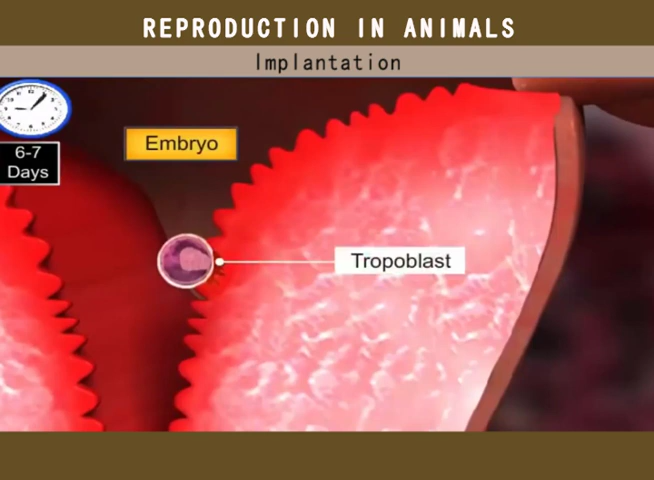 REPRODUCTION IN ANIMALS
Implantation
6-7
Days
Embryo
Tropoblast